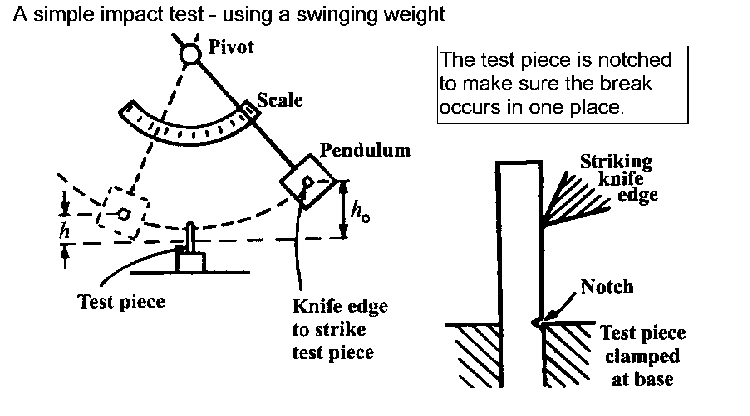 A simple impact test - using a swinging weight
Pivot
Scale
Pendulum
h
hₒ
Test piece
Knife edge
to strike
test piece
The test piece is notched
to make sure the break
occurs in one place.
Striking
knife
edge
Notch
Test piece
clamped
at base